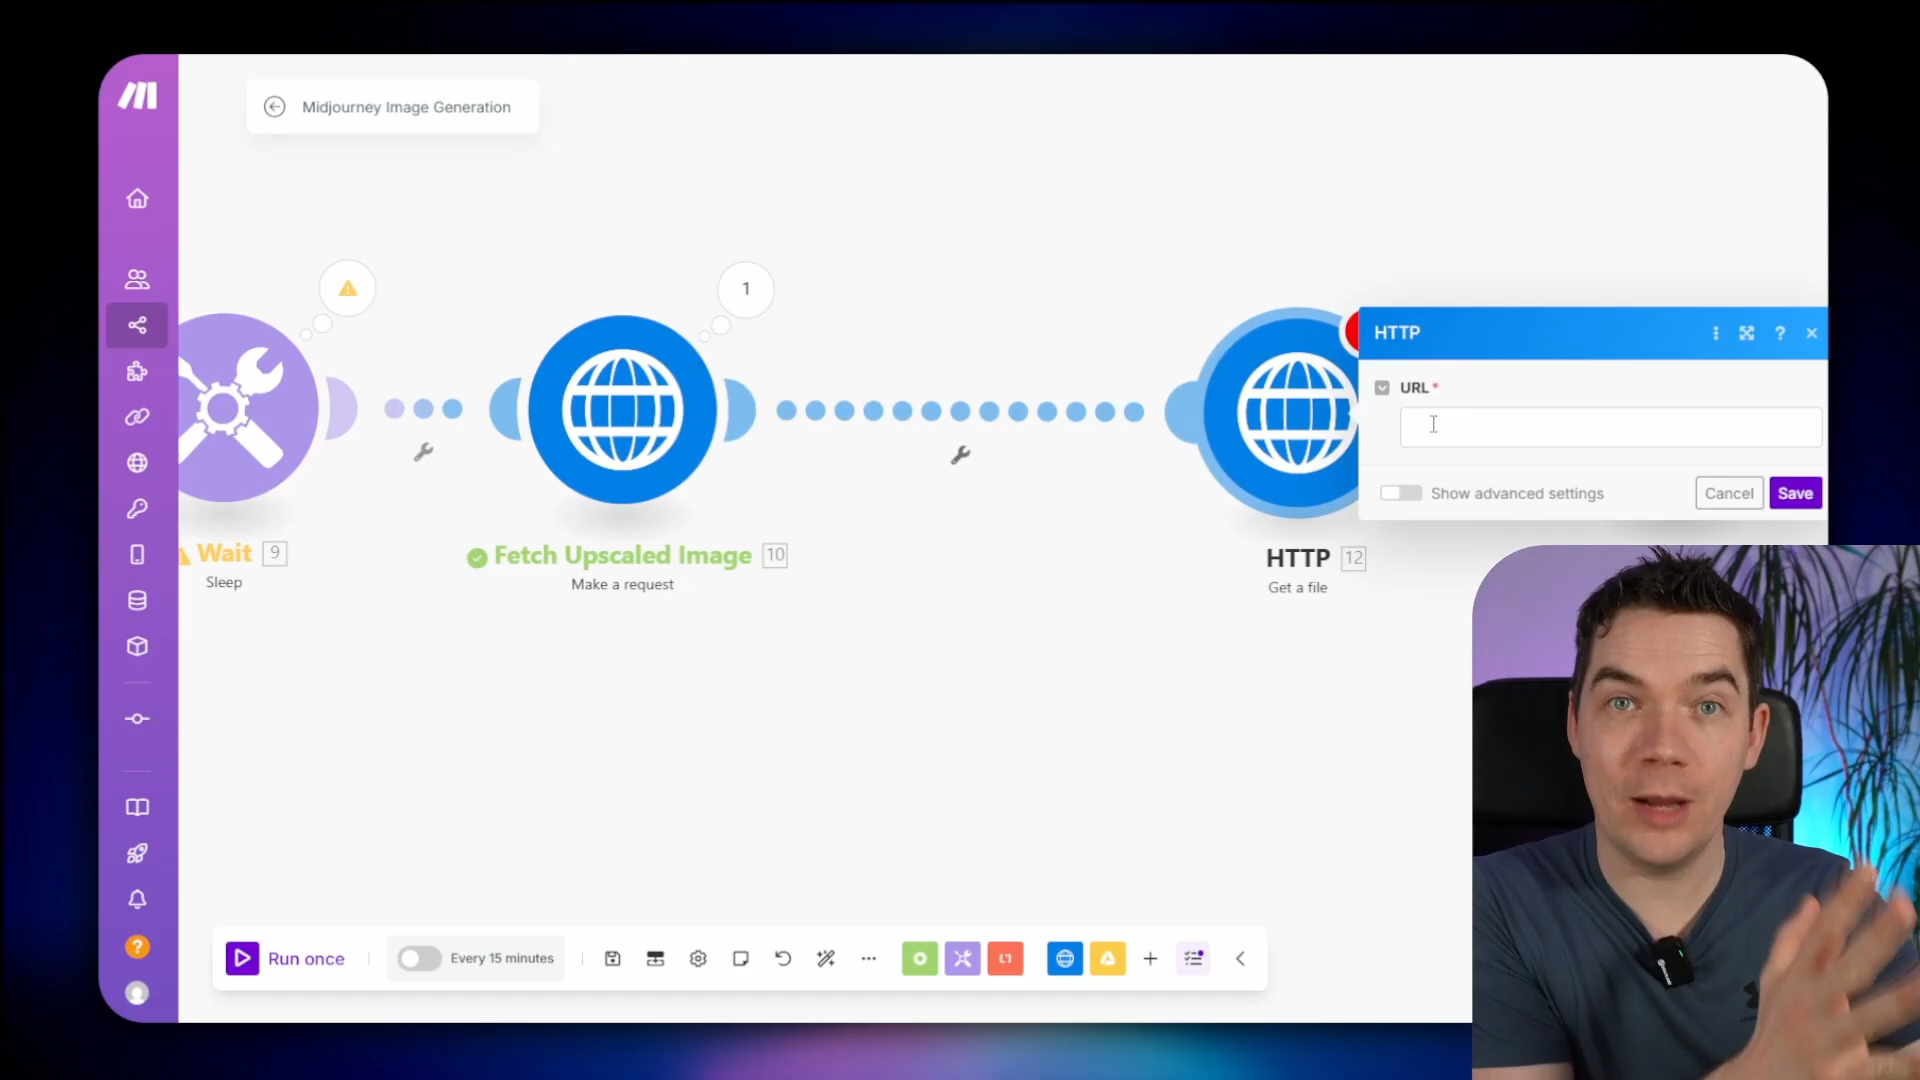 Midjourney Image Generation
1
HTTP
?
URL *
Show advanced settings
Cancel
Save
Wait 9
Sleep
Fetch Upscaled Image 10
Make a request
HTTP 12
Get a file
?
Run once
Every 15 minutes